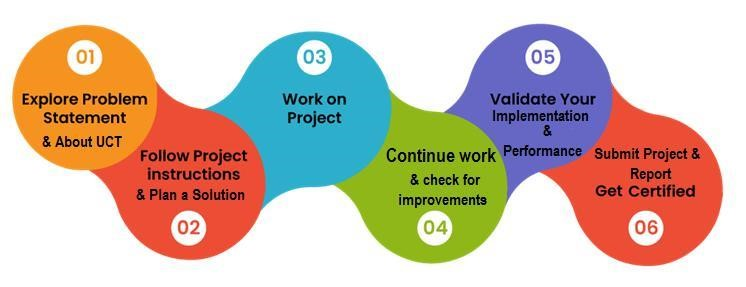 01
Explore Problem
Statement
& About UCT
Follow Project
instructions
& Plan a Solution
02
03
Work on
Project
Continue work
& check for
improvements
04
05
Validate Your
Implementation
&
Performance
Submit Project &
Report
Get Certified
06